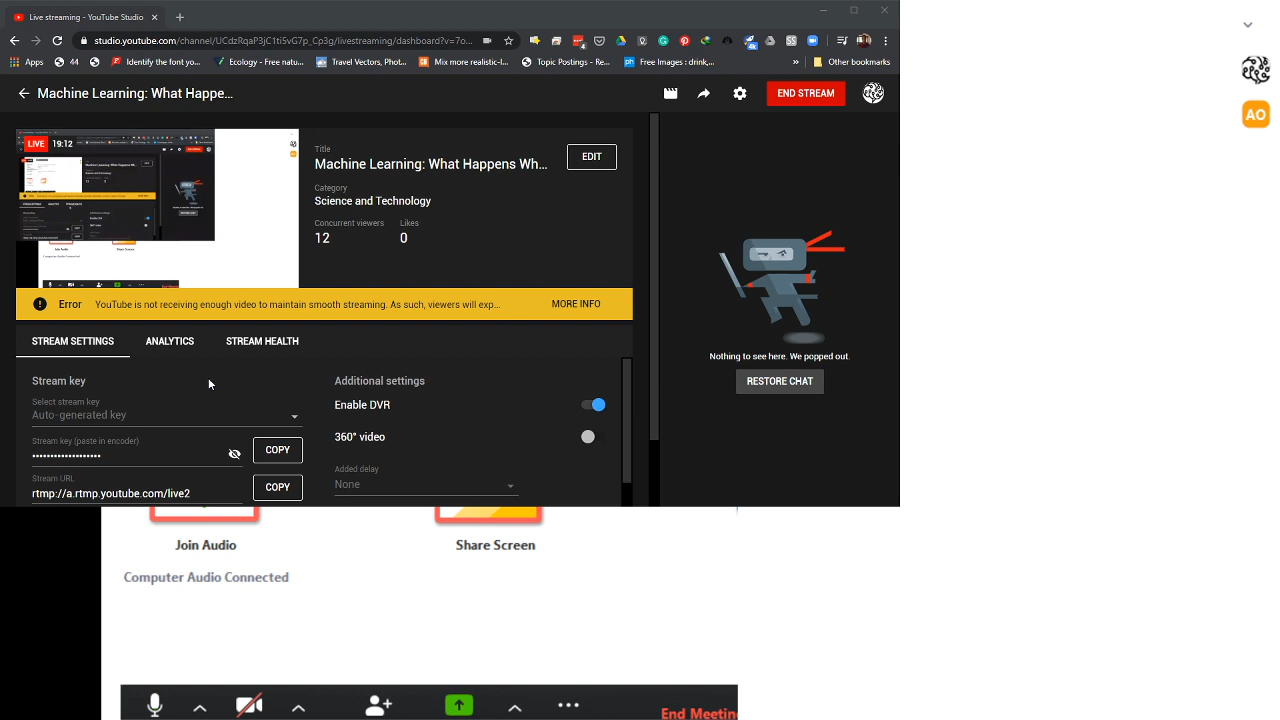 Live streaming - YouTube Studio
studio.youtube.com/channel/UCdzRqaP3jC1ti5vG7p_Cp3g/livestreaming/dashboard?v=7o...
Apps
44
Identify the font yo...
Ecology - Free natu...
Travel Vectors, Phot...
Mix more realistic-l...
Topic Postings - Re...
Free Images : drink,...
»
Other bookmarks
Machine Learning: What Happe...
END STREAM
AO
LIVE 19:12
Title
Machine Learning: What Happens Wh...
EDIT
Category
Science and Technology
Concurrent viewers
Likes
12
0
Error
YouTube is not receiving enough video to maintain smooth streaming. As such, viewers will exp...
MORE INFO
STREAM SETTINGS
ANALYTICS
STREAM HEALTH
Nothing to see here. We popped out.
RESTORE CHAT
Stream key
Select stream key
Auto-generated key
Stream key (paste in encoder)
••••••••••••••••••••
COPY
Stream URL
rtmp://a.rtmp.youtube.com/live2
COPY
Additional settings
Enable DVR
360° video
Added delay
None
Join Audio
Share Screen
Computer Audio Connected
End Meetin